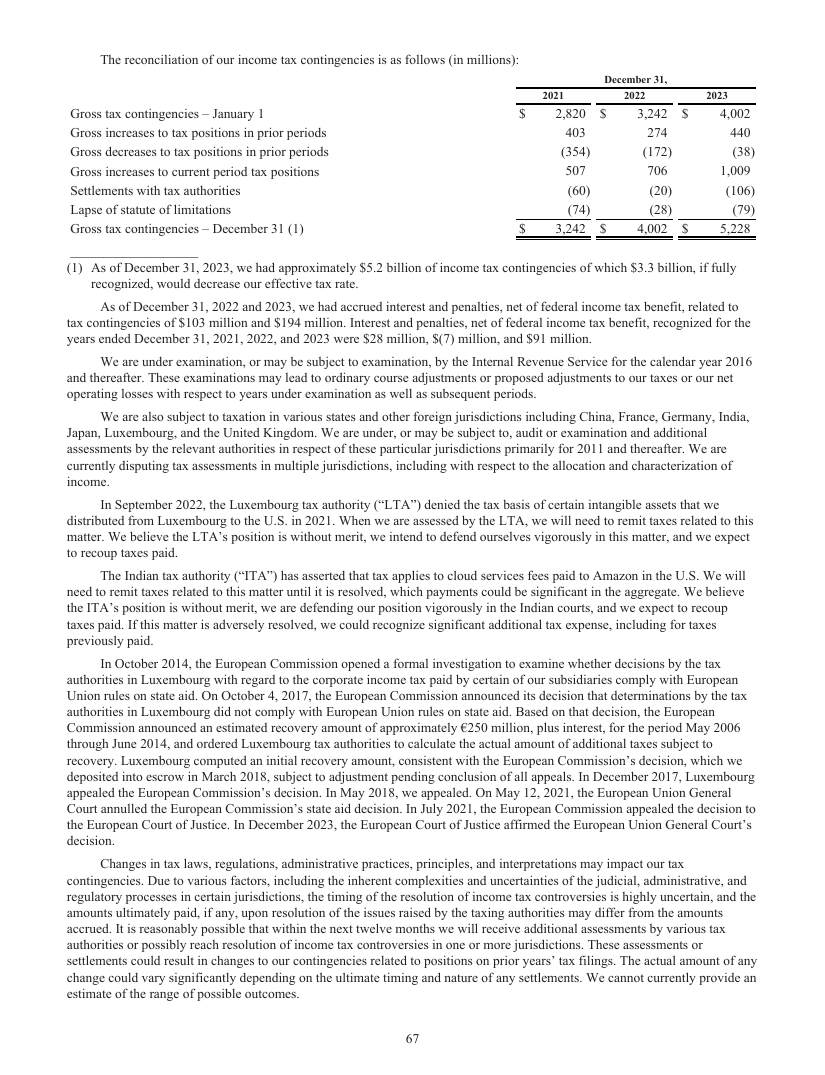 The reconciliation of our income tax contingencies is as follows (in millions):
December 31,
2021 2022 2023
Gross tax contingencies – January 1 $ 2,820 $ 3,242 $ 4,002
Gross increases to tax positions in prior periods 403 274 440
Gross decreases to tax positions in prior periods (354) (172) (38)
Gross increases to current period tax positions 507 706 1,009
Settlements with tax authorities (60) (20) (106)
Lapse of statute of limitations (74) (28) (79)
Gross tax contingencies – December 31 (1) $ 3,242 $ 4,002 $ 5,228
(1) As of December 31, 2023, we had approximately $5.2 billion of income tax contingencies of which $3.3 billion, if fully
recognized, would decrease our effective tax rate.
As of December 31, 2022 and 2023, we had accrued interest and penalties, net of federal income tax benefit, related to
tax contingencies of $103 million and $194 million. Interest and penalties, net of federal income tax benefit, recognized for the
years ended December 31, 2021, 2022, and 2023 were $28 million, $(7) million, and $91 million.
We are under examination, or may be subject to examination, by the Internal Revenue Service for the calendar year 2016
and thereafter. These examinations may lead to ordinary course adjustments or proposed adjustments to our taxes or our net
operating losses with respect to years under examination as well as subsequent periods.
We are also subject to taxation in various states and other foreign jurisdictions including China, France, Germany, India,
Japan, Luxembourg, and the United Kingdom. We are under, or may be subject to, audit or examination and additional
assessments by the relevant authorities in respect of these particular jurisdictions primarily for 2011 and thereafter. We are
currently disputing tax assessments in multiple jurisdictions, including with respect to the allocation and characterization of
income.
In September 2022, the Luxembourg tax authority (“LTA”) denied the tax basis of certain intangible assets that we
distributed from Luxembourg to the U.S. in 2021. When we are assessed by the LTA, we will need to remit taxes related to this
matter. We believe the LTA’s position is without merit, we intend to defend ourselves vigorously in this matter, and we expect
to recoup taxes paid.
The Indian tax authority (“ITA”) has asserted that tax applies to cloud services fees paid to Amazon in the U.S. We will
need to remit taxes related to this matter until it is resolved, which payments could be significant in the aggregate. We believe
the ITA’s position is without merit, we are defending our position vigorously in the Indian courts, and we expect to recoup
taxes paid. If this matter is adversely resolved, we could recognize significant additional tax expense, including for taxes
previously paid.
In October 2014, the European Commission opened a formal investigation to examine whether decisions by the tax
authorities in Luxembourg with regard to the corporate income tax paid by certain of our subsidiaries comply with European
Union rules on state aid. On October 4, 2017, the European Commission announced its decision that determinations by the tax
authorities in Luxembourg did not comply with European Union rules on state aid. Based on that decision, the European
Commission announced an estimated recovery amount of approximately €250 million, plus interest, for the period May 2006
through June 2014, and ordered Luxembourg tax authorities to calculate the actual amount of additional taxes subject to
recovery. Luxembourg computed an initial recovery amount, consistent with the European Commission’s decision, which we
deposited into escrow in March 2018, subject to adjustment pending conclusion of all appeals. In December 2017, Luxembourg
appealed the European Commission’s decision. In May 2018, we appealed. On May 12, 2021, the European Union General
Court annulled the European Commission’s state aid decision. In July 2021, the European Commission appealed the decision to
the European Court of Justice. In December 2023, the European Court of Justice affirmed the European Union General Court’s
decision.
Changes in tax laws, regulations, administrative practices, principles, and interpretations may impact our tax
contingencies. Due to various factors, including the inherent complexities and uncertainties of the judicial, administrative, and
regulatory processes in certain jurisdictions, the timing of the resolution of income tax controversies is highly uncertain, and the
amounts ultimately paid, if any, upon resolution of the issues raised by the taxing authorities may differ from the amounts
accrued. It is reasonably possible that within the next twelve months we will receive additional assessments by various tax
authorities or possibly reach resolution of income tax controversies in one or more jurisdictions. These assessments or
settlements could result in changes to our contingencies related to positions on prior years’ tax filings. The actual amount of any
change could vary significantly depending on the ultimate timing and nature of any settlements. We cannot currently provide an
estimate of the range of possible outcomes.
67